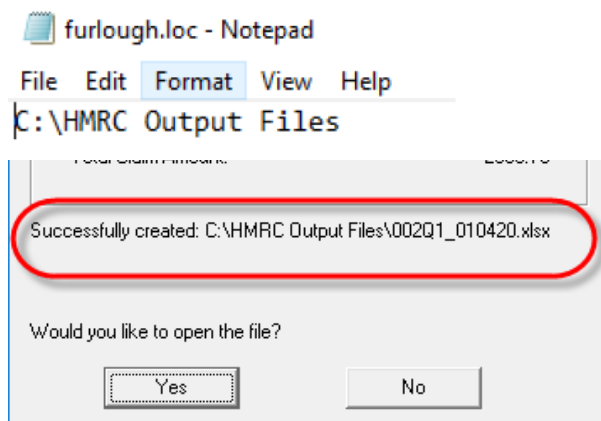 furlough.loc - Notepad
File Edit Format View Help
C:\HMRC Output Files
Successfully created: C:\HMRC Output Files\002Q1_010420.xlsx
Would you like to open the file?
Yes No